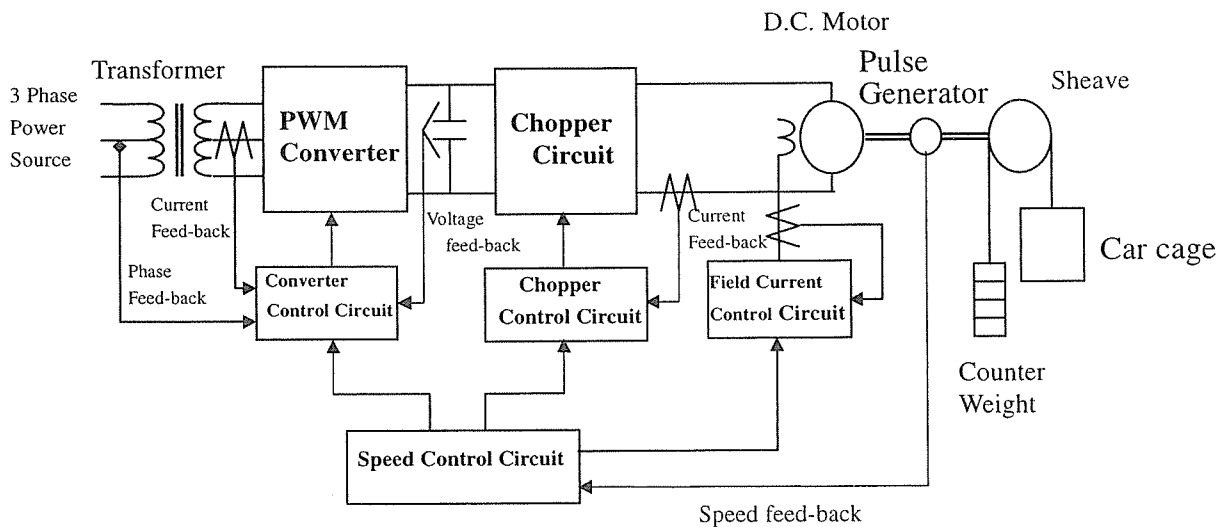 D.C. Motor
Transformer
Pulse
Generator
Sheave
3 Phase
Power
Source
PWM
Converter
Chopper
Circuit
Current
Feed-back
Voltage
feed-back
Current
Feed-back
Car cage
Phase
Feed-back
Converter
Control Circuit
Chopper
Control Circuit
Field Current
Control Circuit
Counter
Weight
Speed Control Circuit
Speed feed-back